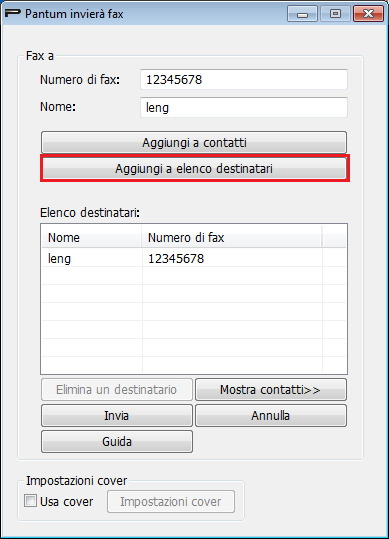 Pantum invierà fax
Fax a
Numero di fax: 12345678
Nome: leng
Aggiungi a contatti
Aggiungi a elenco destinatari
Elenco destinatari:
Nome Numero di fax
leng 12345678
Elimina un destinatario Mostra contatti>>
Invia Annulla
Guida
Impostazioni cover
Usa cover Impostazioni cover